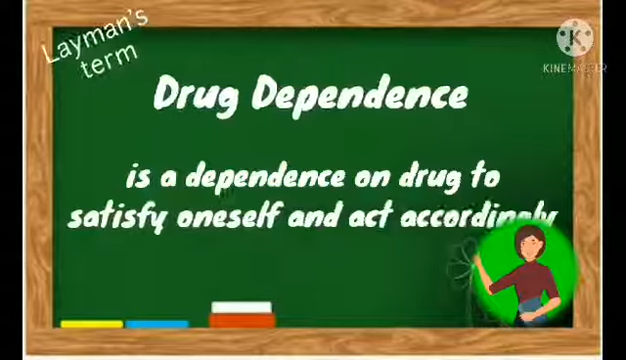 Layman's
term
K
KINEMASTER
Drug Dependence
is a dependence on drug to
satisfy oneself and act accordingly